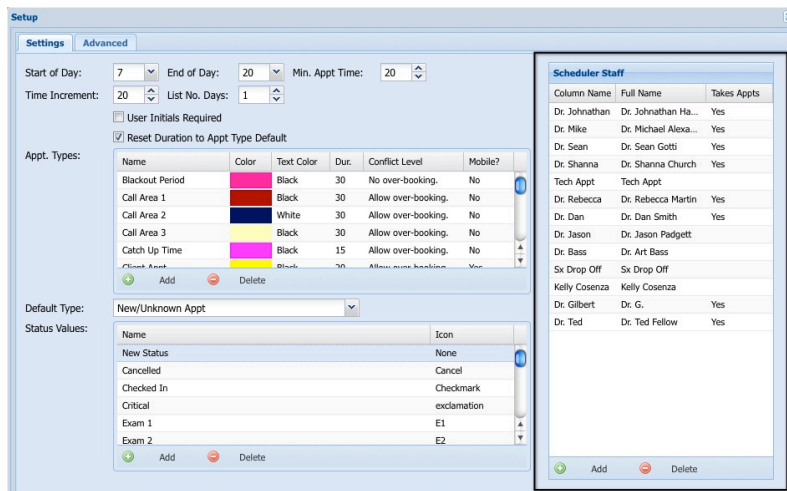 Setup
Settings Advanced
Start of Day: 7 End of Day: 20 Min. Appt Time: 20
Time Increment: 20 List No. Days: 1
User Initials Required
Reset Duration to Appt Type Default
Appt. Types:
Name Color Text Color Dur. Conflict Level Mobile?
Blackout Period Black 30 No over-booking. No
Call Area 1 Black 30 Allow over-booking. No
Call Area 2 White 30 Allow over-booking. No
Call Area 3 Black 30 Allow over-booking. No
Catch Up Time Black 15 Allow over-booking. No
Client Appt Black 20 Allow over-booking. Yes
Add Delete
Default Type: New/Unknown Appt
Status Values:
Name Icon
New Status None
Cancelled Cancel
Checked In Checkmark
Critical exclamation
Exam 1 E1
Exam 2 E2
Add Delete
Scheduler Staff
Column Name Full Name Takes Appts
Dr. Johnathan Dr. Johnathan Ha... Yes
Dr. Mike Dr. Michael Alexa... Yes
Dr. Sean Dr. Sean Gotti Yes
Dr. Shanna Dr. Shanna Church Yes
Tech Appt Tech Appt
Dr. Rebecca Dr. Rebecca Martin Yes
Dr. Dan Dr. Dan Smith Yes
Dr. Jason Dr. Jason Padgett
Dr. Bass Dr. Art Bass
Sx Drop Off Sx Drop Off
Kelly Cosenza Kelly Cosenza
Dr. Gilbert Dr. G. Yes
Dr. Ted Dr. Ted Fellow Yes
Add Delete